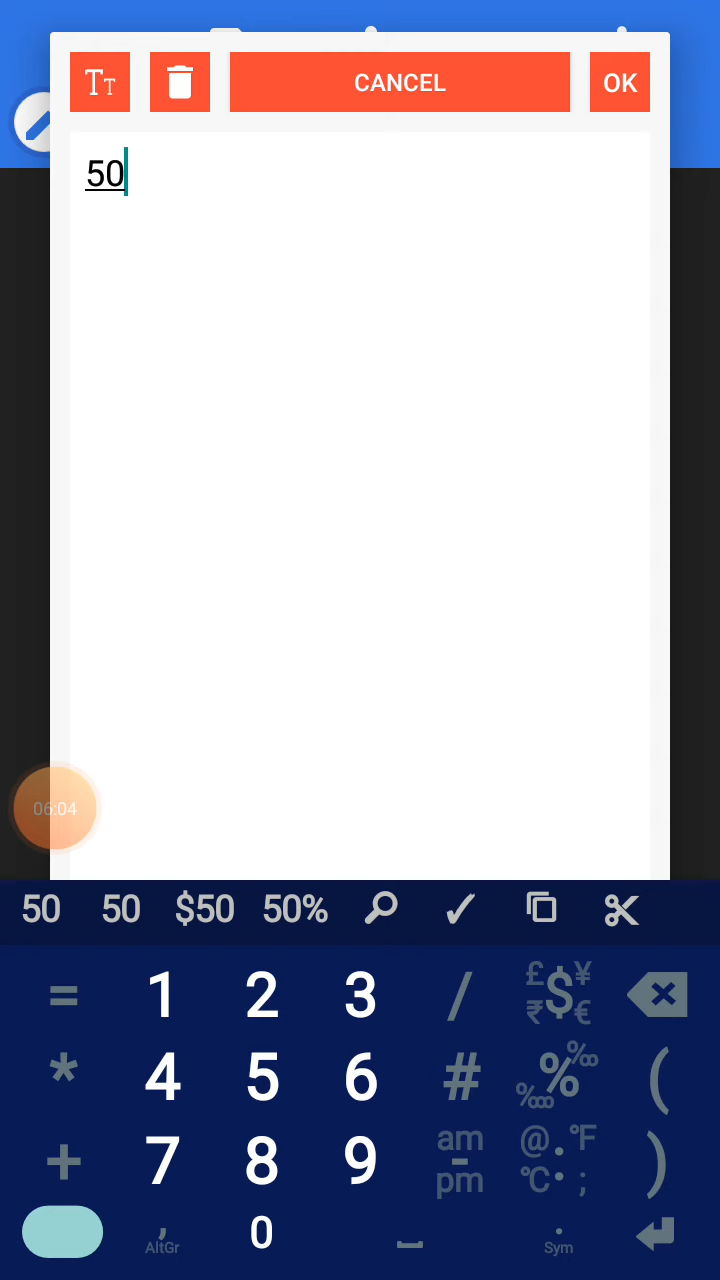 TT CANCEL OK
50
06:04
50 50 $50 50%
= 1 2 3 / £ $ ¥ ₹ €
* 4 5 6 # % ‰ ‱ (
+ 7 8 9 am - pm @ : °F °C ; )
, AltGr 0 . Sym